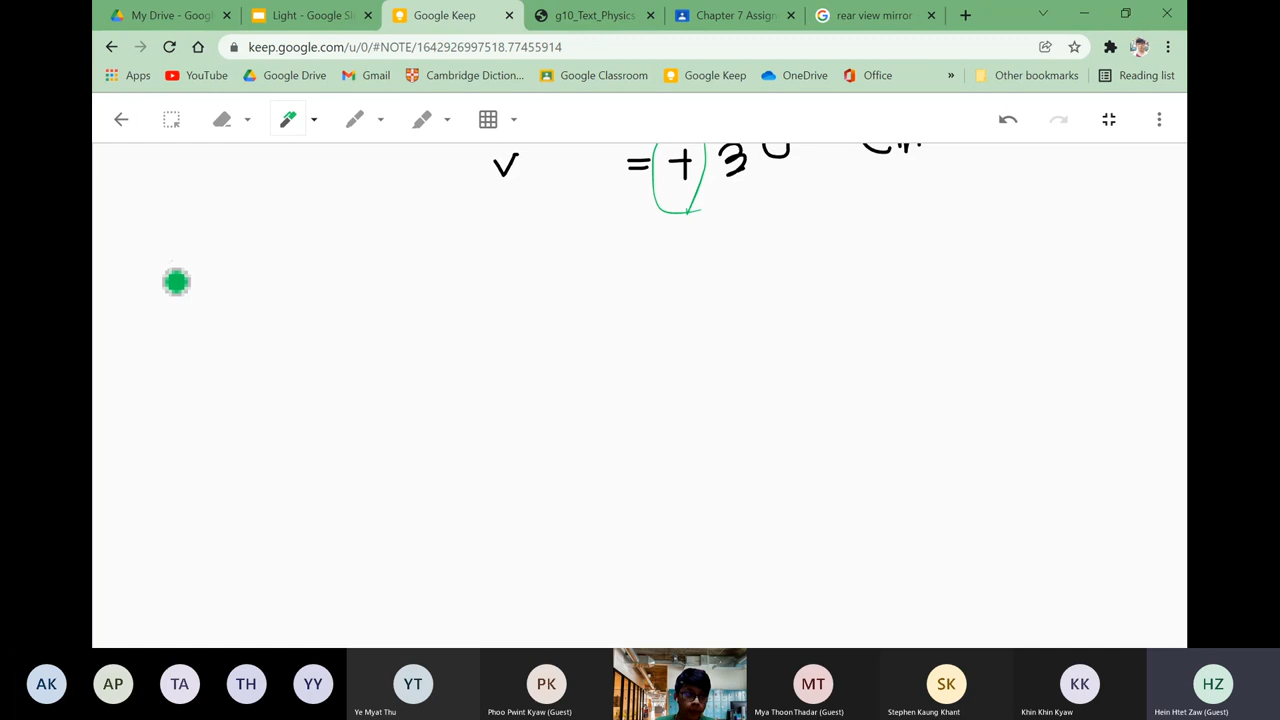 My Drive - Googl
Light - Google Sl
Google Keep
g10_Text_Physics
Chapter 7 Assign
rear view mirror
keep.google.com/u/0/#NOTE/1642926997518.77455914
Apps
YouTube
Google Drive
Gmail
Cambridge Diction...
Google Classroom
Google Keep
OneDrive
Office
»
Other bookmarks
Reading list
v = + 30 cm
AK
AP
TA
TH
YY
YT
PK
MT
SK
KK
HZ
Ye Myat Thu
Phoo Pwint Kyaw (Guest)
Mya Thoon Thadar (Guest)
Stephen Kaung Khant
Khin Khin Kyaw
Hein Htet Zaw (Guest)